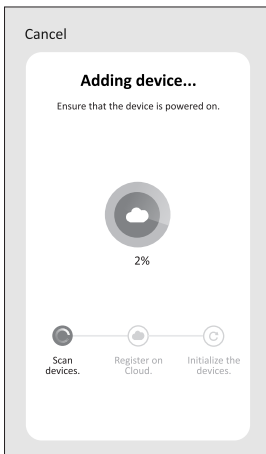 Cancel
Adding device...
Ensure that the device is powered on.
2%
Scan
devices.
Register on
Cloud.
Initialize the
devices.